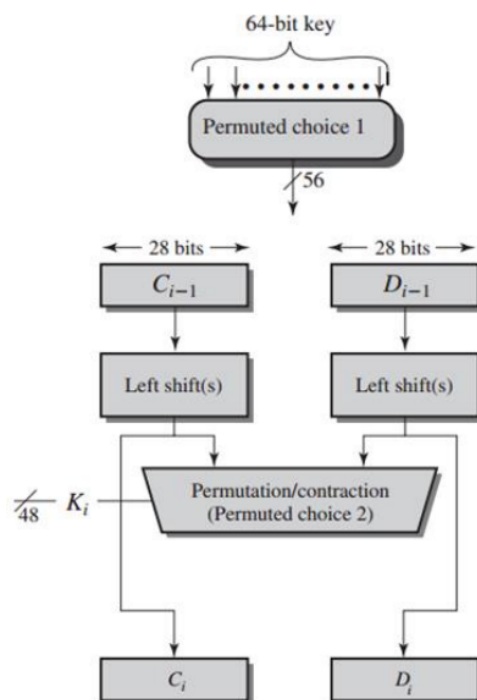 64-bit key
Permuted choice 1
56
28 bits 28 bits
C_{i−1} D_{i−1}
Left shift(s) Left shift(s)
Permutation/contraction
(Permuted choice 2)
48 K_i
C_i D_i